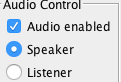 Audio Control
Audio enabled
Speaker
Listener